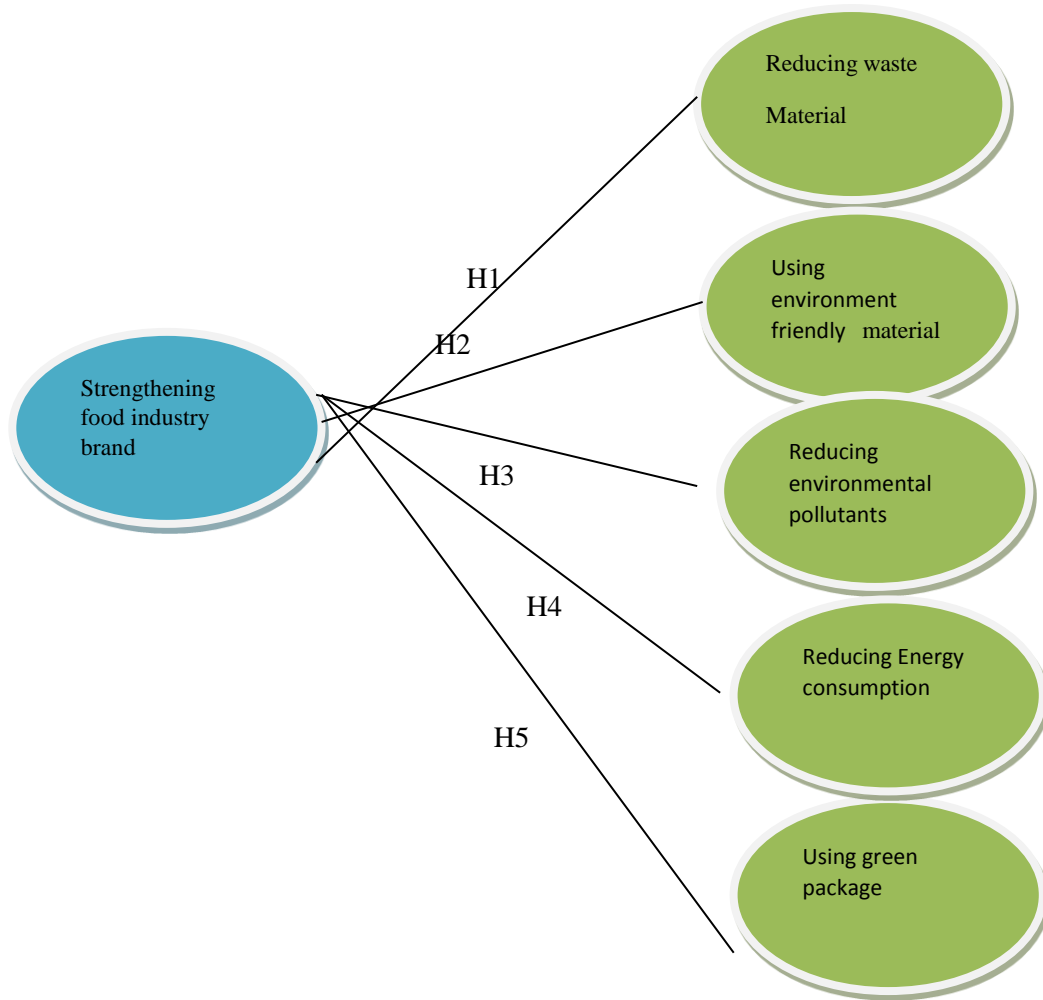 Reducing waste
Material
Using
environment
friendly material
H1
H2
Strengthening
food industry
brand
Reducing
environmental
pollutants
H3
H4
Reducing Energy
consumption
H5
Using green
package